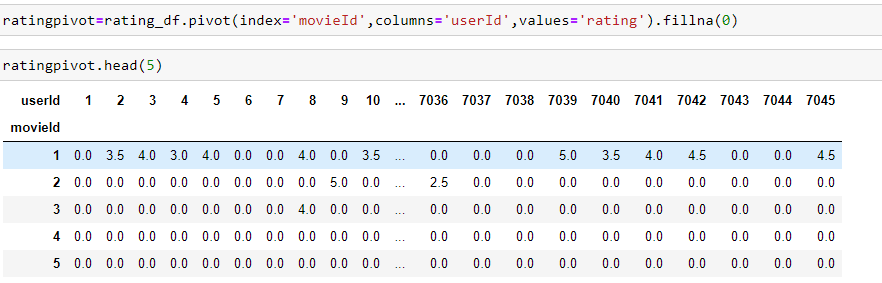 ratingpivot=rating_df.pivot(index='movieId',columns='userId',values='rating').fillna(0)
ratingpivot.head(5)
userId 1 2 3 4 5 6 7 8 9 10 ... 7036 7037 7038 7039 7040 7041 7042 7043 7044 7045
movieId
1 0.0 3.5 4.0 3.0 4.0 0.0 0.0 4.0 0.0 3.5 ... 0.0 0.0 0.0 5.0 3.5 4.0 4.5 0.0 0.0 4.5
2 0.0 0.0 0.0 0.0 0.0 0.0 0.0 0.0 5.0 0.0 ... 2.5 0.0 0.0 0.0 0.0 0.0 0.0 0.0 0.0 0.0
3 0.0 0.0 0.0 0.0 0.0 0.0 0.0 4.0 0.0 0.0 ... 0.0 0.0 0.0 0.0 0.0 0.0 0.0 0.0 0.0 0.0
4 0.0 0.0 0.0 0.0 0.0 0.0 0.0 0.0 0.0 0.0 ... 0.0 0.0 0.0 0.0 0.0 0.0 0.0 0.0 0.0 0.0
5 0.0 0.0 0.0 0.0 0.0 0.0 0.0 0.0 0.0 0.0 ... 0.0 0.0 0.0 0.0 0.0 0.0 0.0 0.0 0.0 0.0